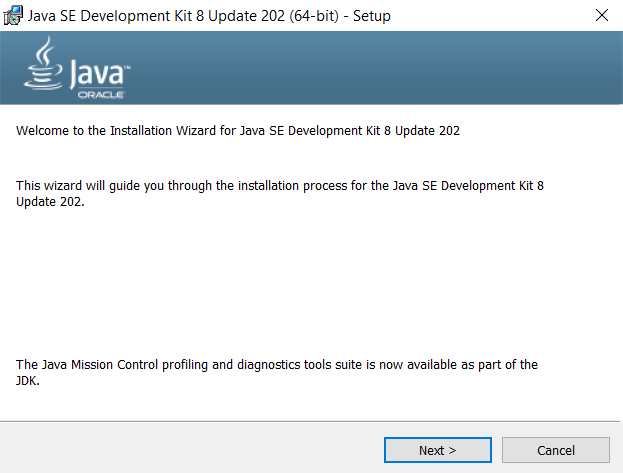 Java SE Development Kit 8 Update 202 (64-bit) - Setup
Java™
ORACLE
Welcome to the Installation Wizard for Java SE Development Kit 8 Update 202
This wizard will guide you through the installation process for the Java SE Development Kit 8
Update 202.
The Java Mission Control profiling and diagnostics tools suite is now available as part of the
JDK.
Next >
Cancel